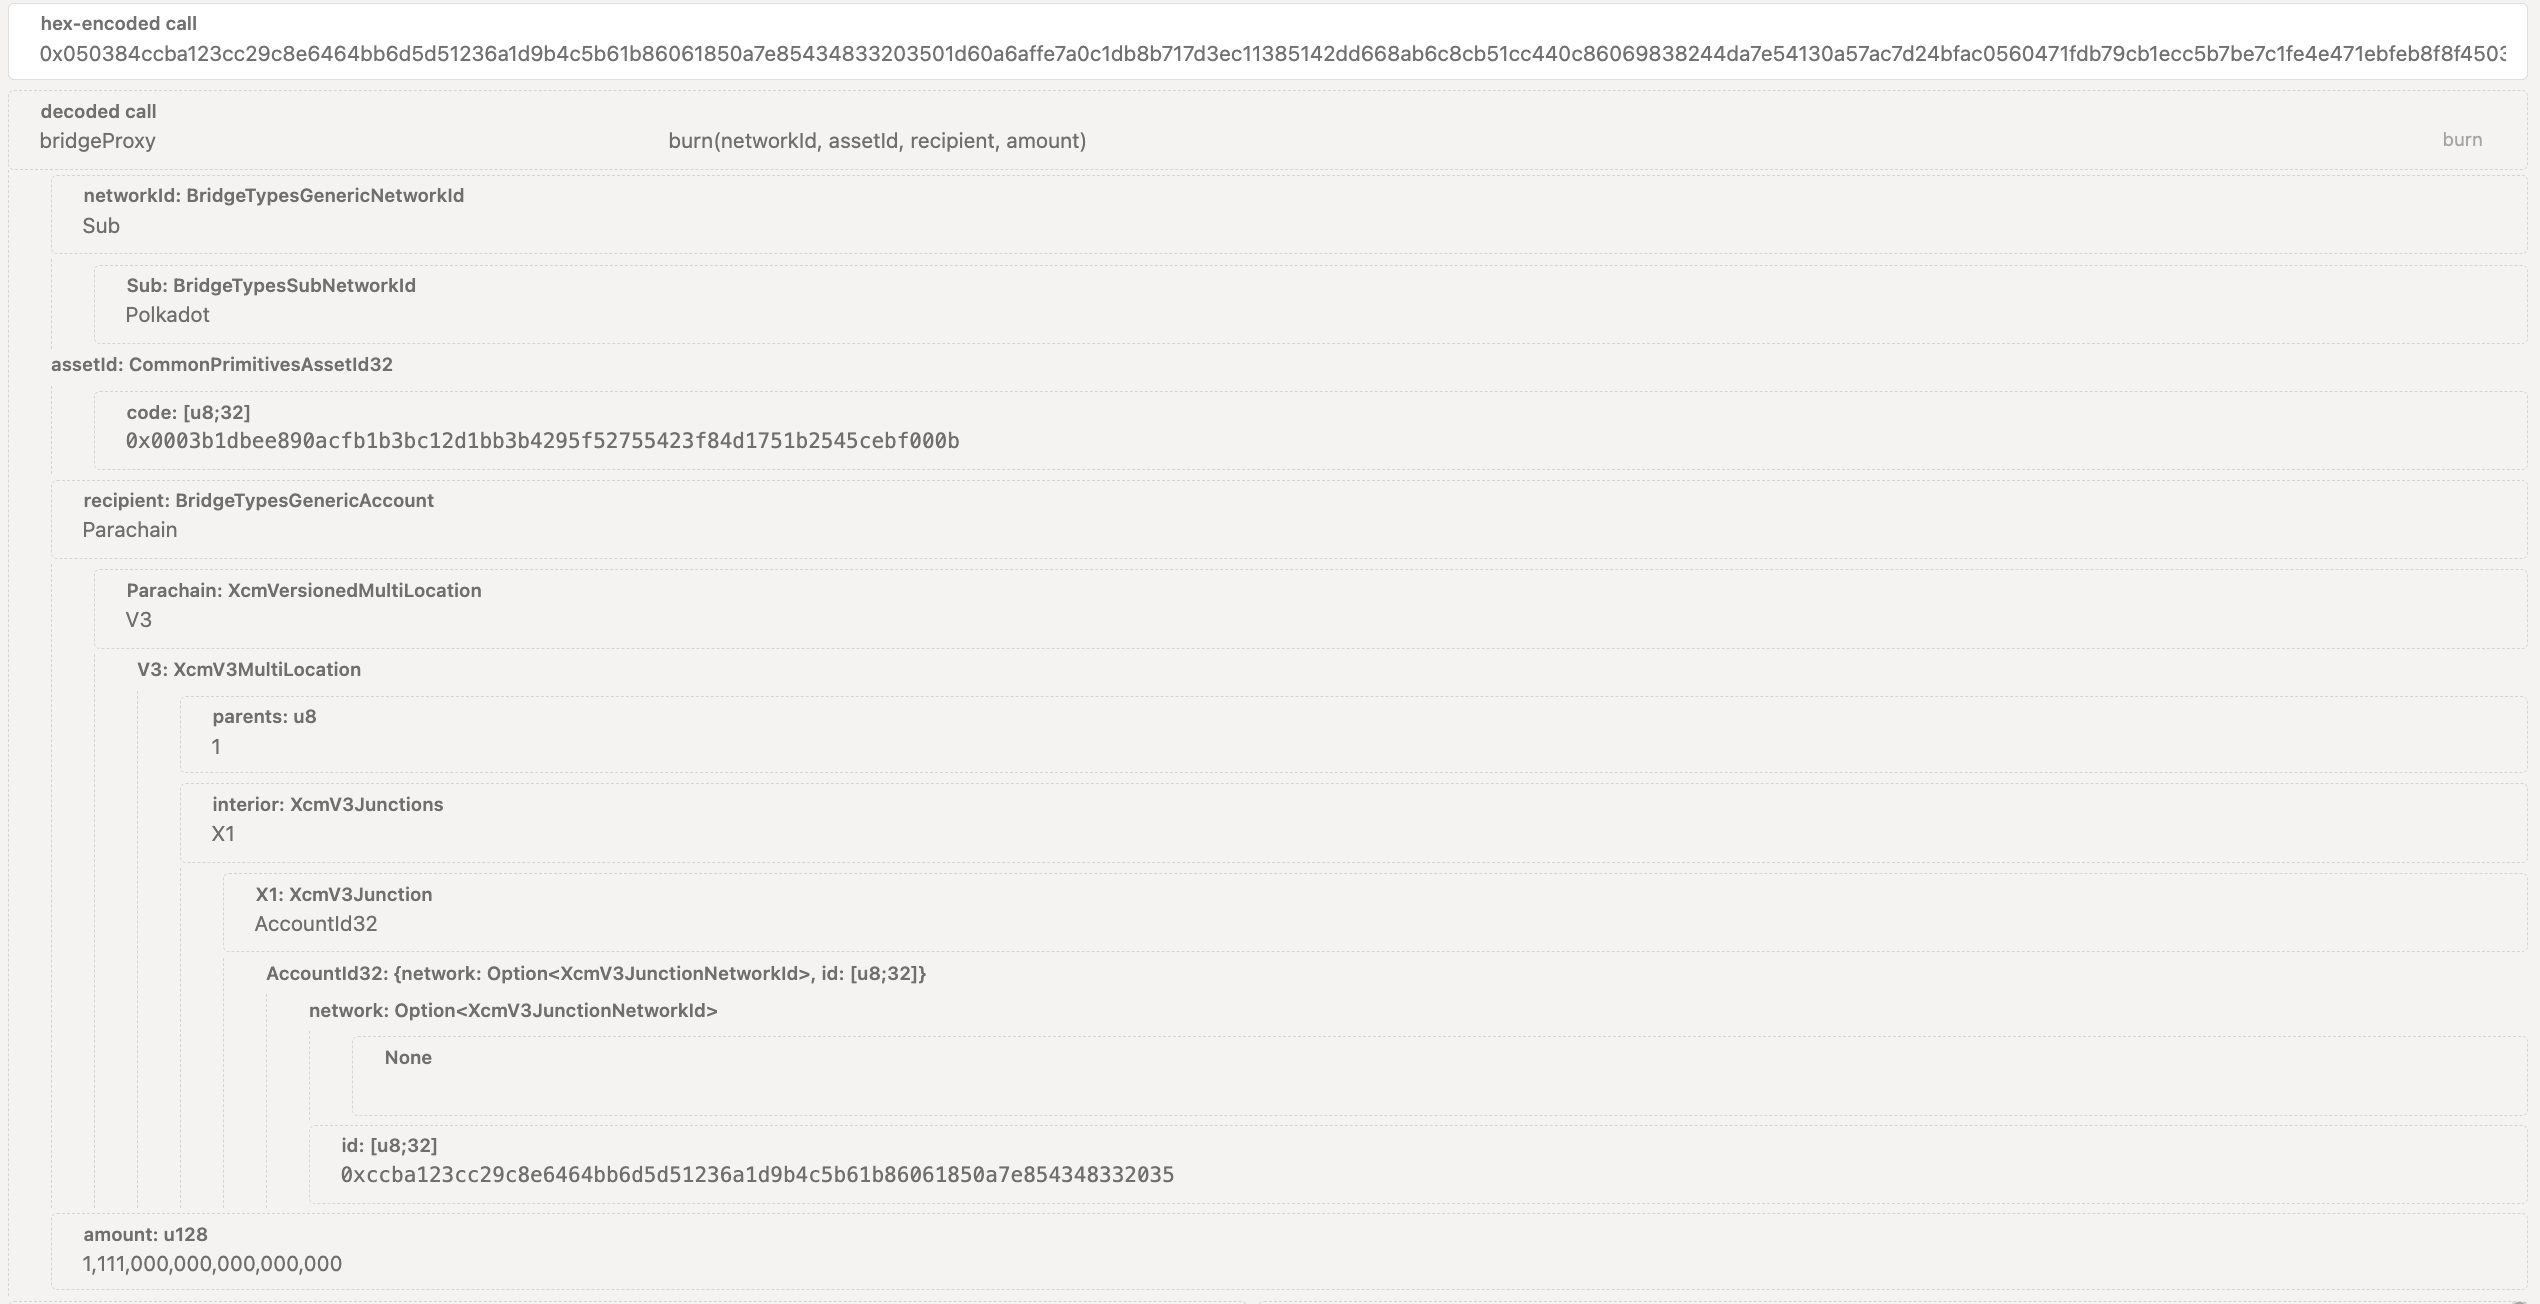 hex-encoded call
0x050384ccba123cc29c8e6464bb6d5d51236a1d9b4c5b61b86061850a7e85434833203501d60a6affe7a0c1db8b717d3ec11385142dd668ab6c8cb51cc440c86069838244da7e54130a57ac7d24bfac0560471fdb79cb1ecc5b7be7c1fe4e471ebfeb8f8f4503
decoded call
bridgeProxy
burn(networkId, assetId, recipient, amount)
burn
networkId: BridgeTypesGenericNetworkId
Sub
Sub: BridgeTypesSubNetworkId
Polkadot
assetId: CommonPrimitivesAssetId32
code: [u8;32]
0x0003b1dbee890acfb1b3bc12d1bb3b4295f52755423f84d1751b2545cebf000b
recipient: BridgeTypesGenericAccount
Parachain
Parachain: XcmVersionedMultiLocation
V3
V3: XcmV3MultiLocation
parents: u8
1
interior: XcmV3Junctions
X1
X1: XcmV3Junction
AccountId32
AccountId32: {network: Option<XcmV3JunctionNetworkId>, id: [u8;32]}
network: Option<XcmV3JunctionNetworkId>
None
id: [u8;32]
0xccba123cc29c8e6464bb6d5d51236a1d9b4c5b61b86061850a7e854348332035
amount: u128
1,111,000,000,000,000,000